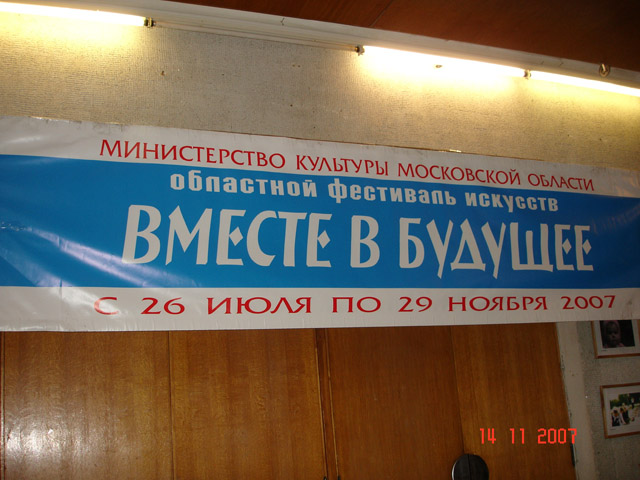 МИНИСТЕРСТВО КУЛЬТУРЫ МОСКОВСКОЙ ОБЛАСТИ
областной фестиваль искусств
ВМЕСТЕ В БУДУЩЕЕ
С 26 ИЮЛЯ ПО 29 НОЯБРЯ 2007
14 11 2007